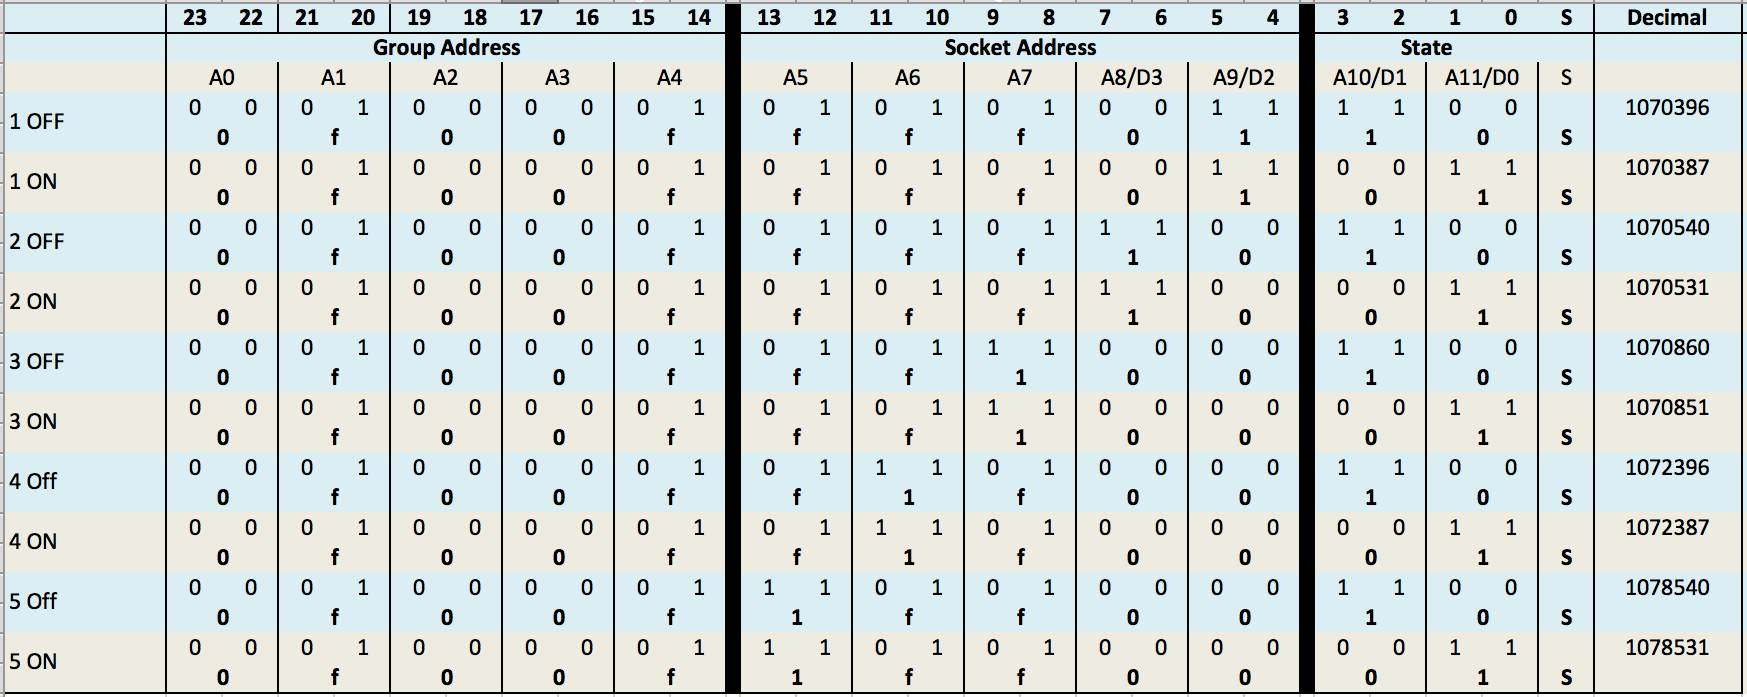 23 22 21 20 19 18 17 16 15 14 13 12 11 10 9 8 7 6 5 4 3 2 1 0 S Decimal
Group Address Socket Address State
A0 A1 A2 A3 A4 A5 A6 A7 A8/D3 A9/D2 A10/D1 A11/D0 S
0 0 0 1 0 0 0 0 0 1 0 1 0 1 0 1 0 0 1 1 1 1 0 0 1070396
1 OFF
0 f 0 0 f f f f 0 1 1 0 S
0 0 0 1 0 0 0 0 0 1 0 1 0 1 0 1 0 0 1 1 0 0 1 1 1070387
1 ON
0 f 0 0 f f f f 0 1 0 1 S
0 0 0 1 0 0 0 0 0 1 0 1 0 1 0 1 1 1 0 0 1 1 0 0 1070540
2 OFF
0 f 0 0 f f f f 1 0 1 0 S
0 0 0 1 0 0 0 0 0 1 0 1 0 1 0 1 1 1 0 0 0 0 1 1 1070531
2 ON
0 f 0 0 f f f f 1 0 0 1 S
0 0 0 1 0 0 0 0 0 1 0 1 0 1 1 1 0 0 0 0 1 1 0 0 1070860
3 OFF
0 f 0 0 f f f 1 0 0 1 0 S
0 0 0 1 0 0 0 0 0 1 0 1 0 1 1 1 0 0 0 0 0 0 1 1 1070851
3 ON
0 f 0 0 f f f 1 0 0 0 1 S
0 0 0 1 0 0 0 0 0 1 0 1 1 1 0 1 0 0 0 0 1 1 0 0 1072396
4 Off
0 f 0 0 f f 1 f 0 0 1 0 S
0 0 0 1 0 0 0 0 0 1 0 1 1 1 0 1 0 0 0 0 0 0 1 1 1072387
4 ON
0 f 0 0 f f 1 f 0 0 0 1 S
0 0 0 1 0 0 0 0 0 1 1 1 0 1 0 1 0 0 0 0 1 1 0 0 1078540
5 Off
0 f 0 0 f 1 f f 0 0 1 0 S
0 0 0 1 0 0 0 0 0 1 1 1 0 1 0 1 0 0 0 0 0 0 1 1 1078531
5 ON
0 f 0 0 f 1 f f 0 0 0 1 S